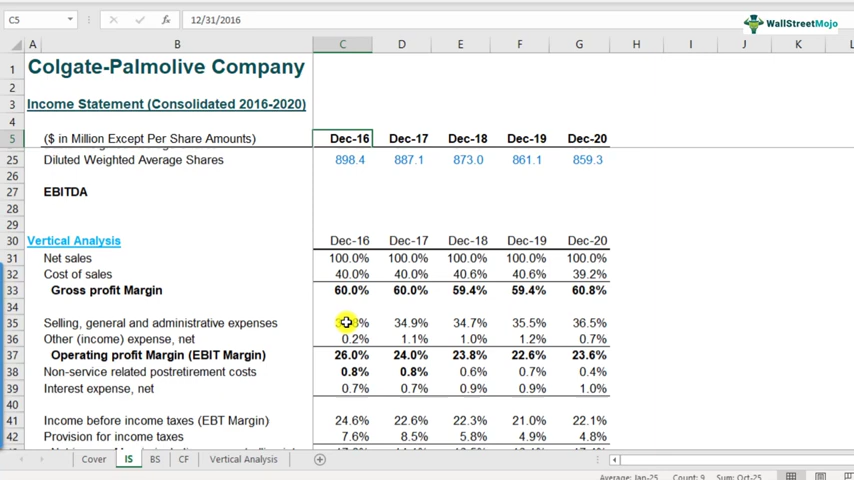 C5 fx 12/31/2016 WallStreetMojo
A B C D E F G H I J K L
1 Colgate-Palmolive Company
2
3 Income Statement (Consolidated 2016-2020)
4
5 ($ in Million Except Per Share Amounts) Dec-16 Dec-17 Dec-18 Dec-19 Dec-20
25 Diluted Weighted Average Shares 898.4 887.1 873.0 861.1 859.3
26
27 EBITDA
28
29
30 Vertical Analysis Dec-16 Dec-17 Dec-18 Dec-19 Dec-20
31 Net sales 100.0% 100.0% 100.0% 100.0% 100.0%
32 Cost of sales 40.0% 40.0% 40.6% 40.6% 39.2%
33 Gross profit Margin 60.0% 60.0% 59.4% 59.4% 60.8%
34
35 Selling, general and administrative expenses 34.9% 34.7% 35.5% 36.5%
36 Other (income) expense, net 0.2% 1.1% 1.0% 1.2% 0.7%
37 Operating profit Margin (EBIT Margin) 26.0% 24.0% 23.8% 22.6% 23.6%
38 Non-service related postretirement costs 0.8% 0.8% 0.6% 0.7% 0.4%
39 Interest expense, net 0.7% 0.7% 0.9% 0.9% 1.0%
40
41 Income before income taxes (EBT Margin) 24.6% 22.6% 22.3% 21.0% 22.1%
42 Provision for income taxes 7.6% 8.5% 5.8% 4.9% 4.8%
Cover IS BS CF Vertical Analysis
Average: Jan-25 Count: 9 Sum: Oct-25